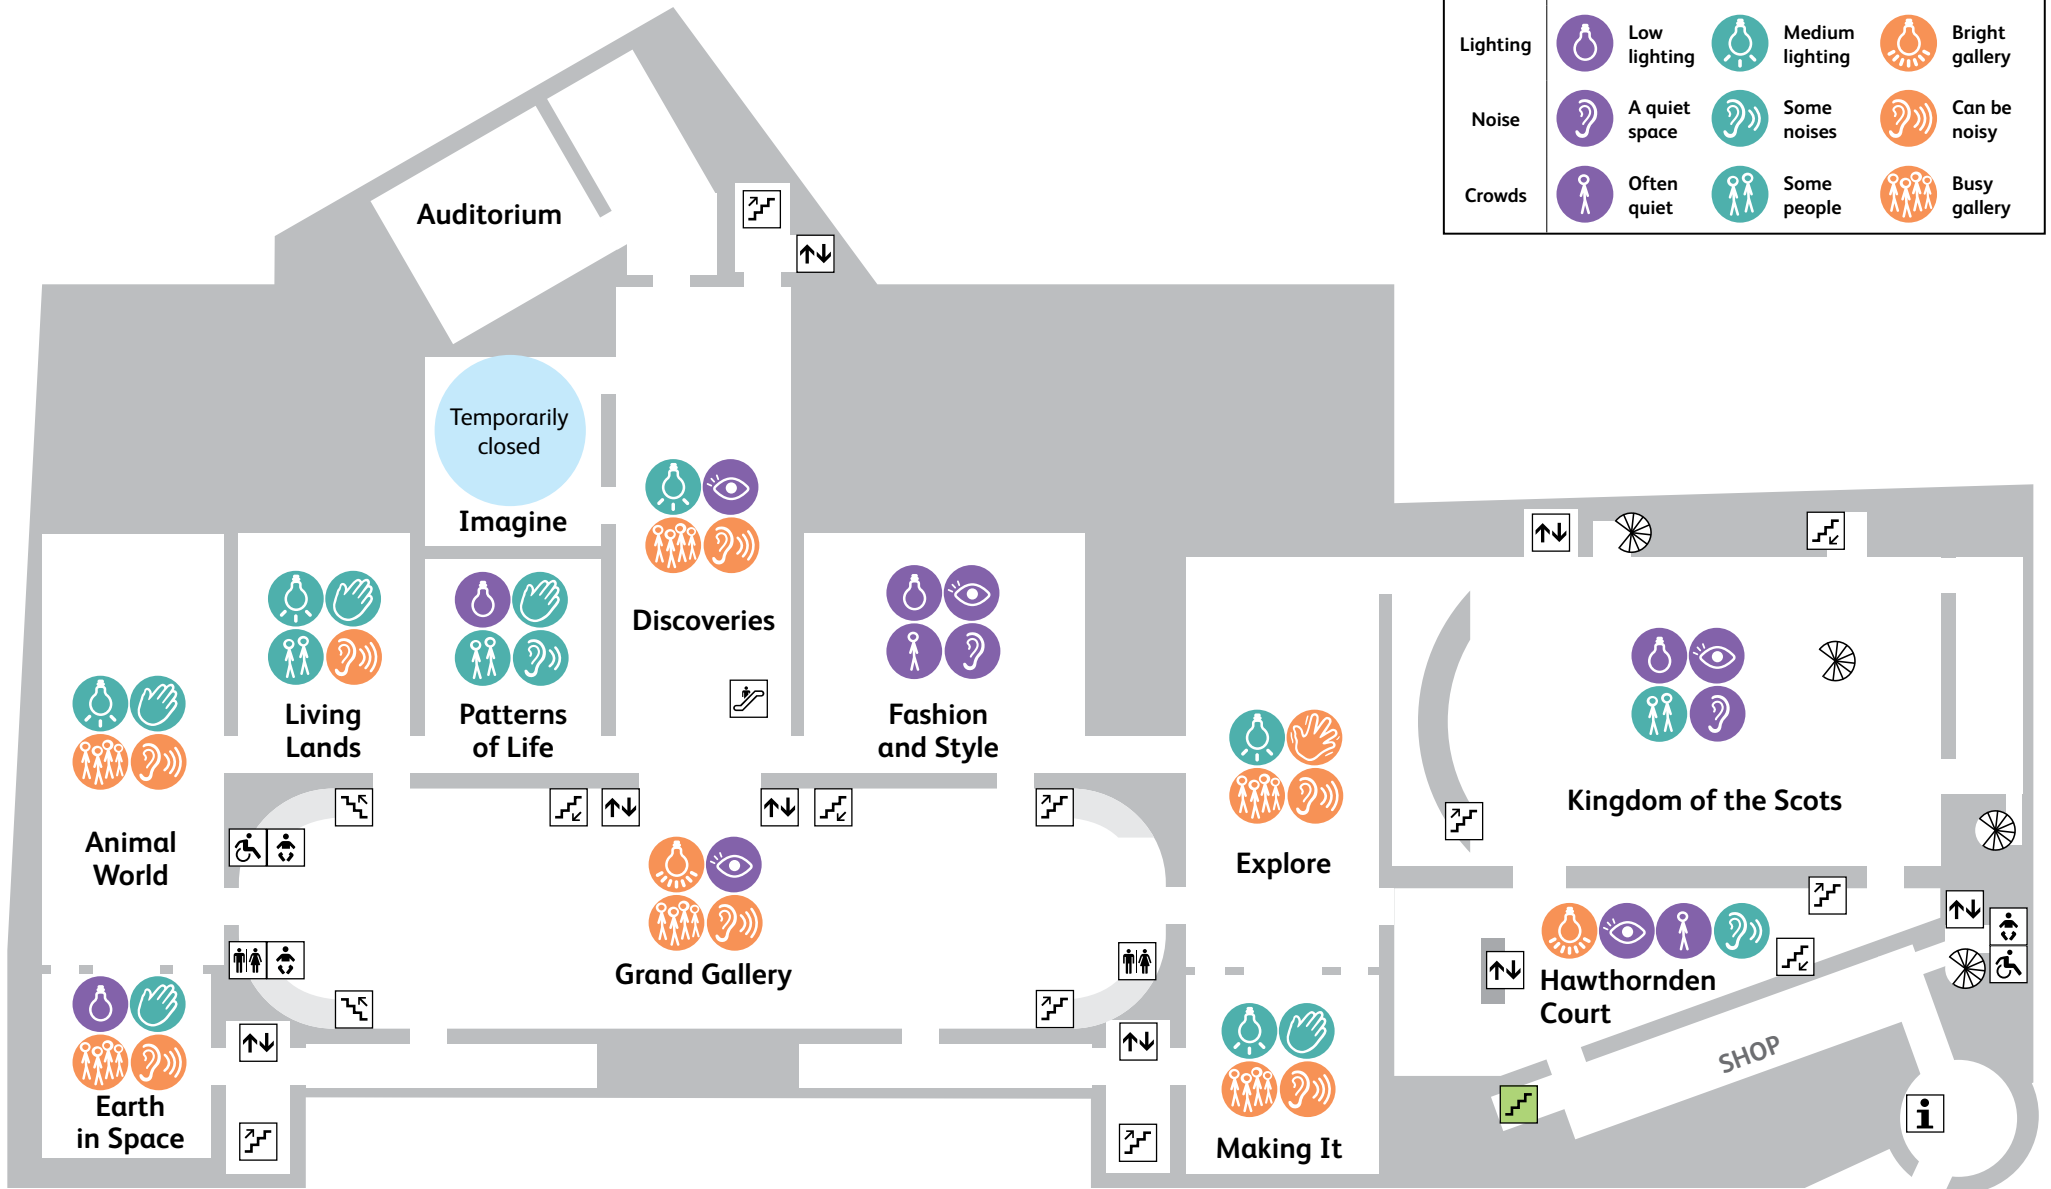 Lighting
Low
lighting
Medium
lighting
Bright
gallery
Noise
A quiet
space
Some
noises
Can be
noisy
Crowds
Often
quiet
Some
people
Busy
gallery
Auditorium
Temporarily
closed
Imagine
Discoveries
Living
Lands
Patterns
of Life
Fashion
and Style
Animal
World
Explore
Kingdom of the Scots
Grand Gallery
Hawthornden
Court
SHOP
Earth
in Space
Making It
i